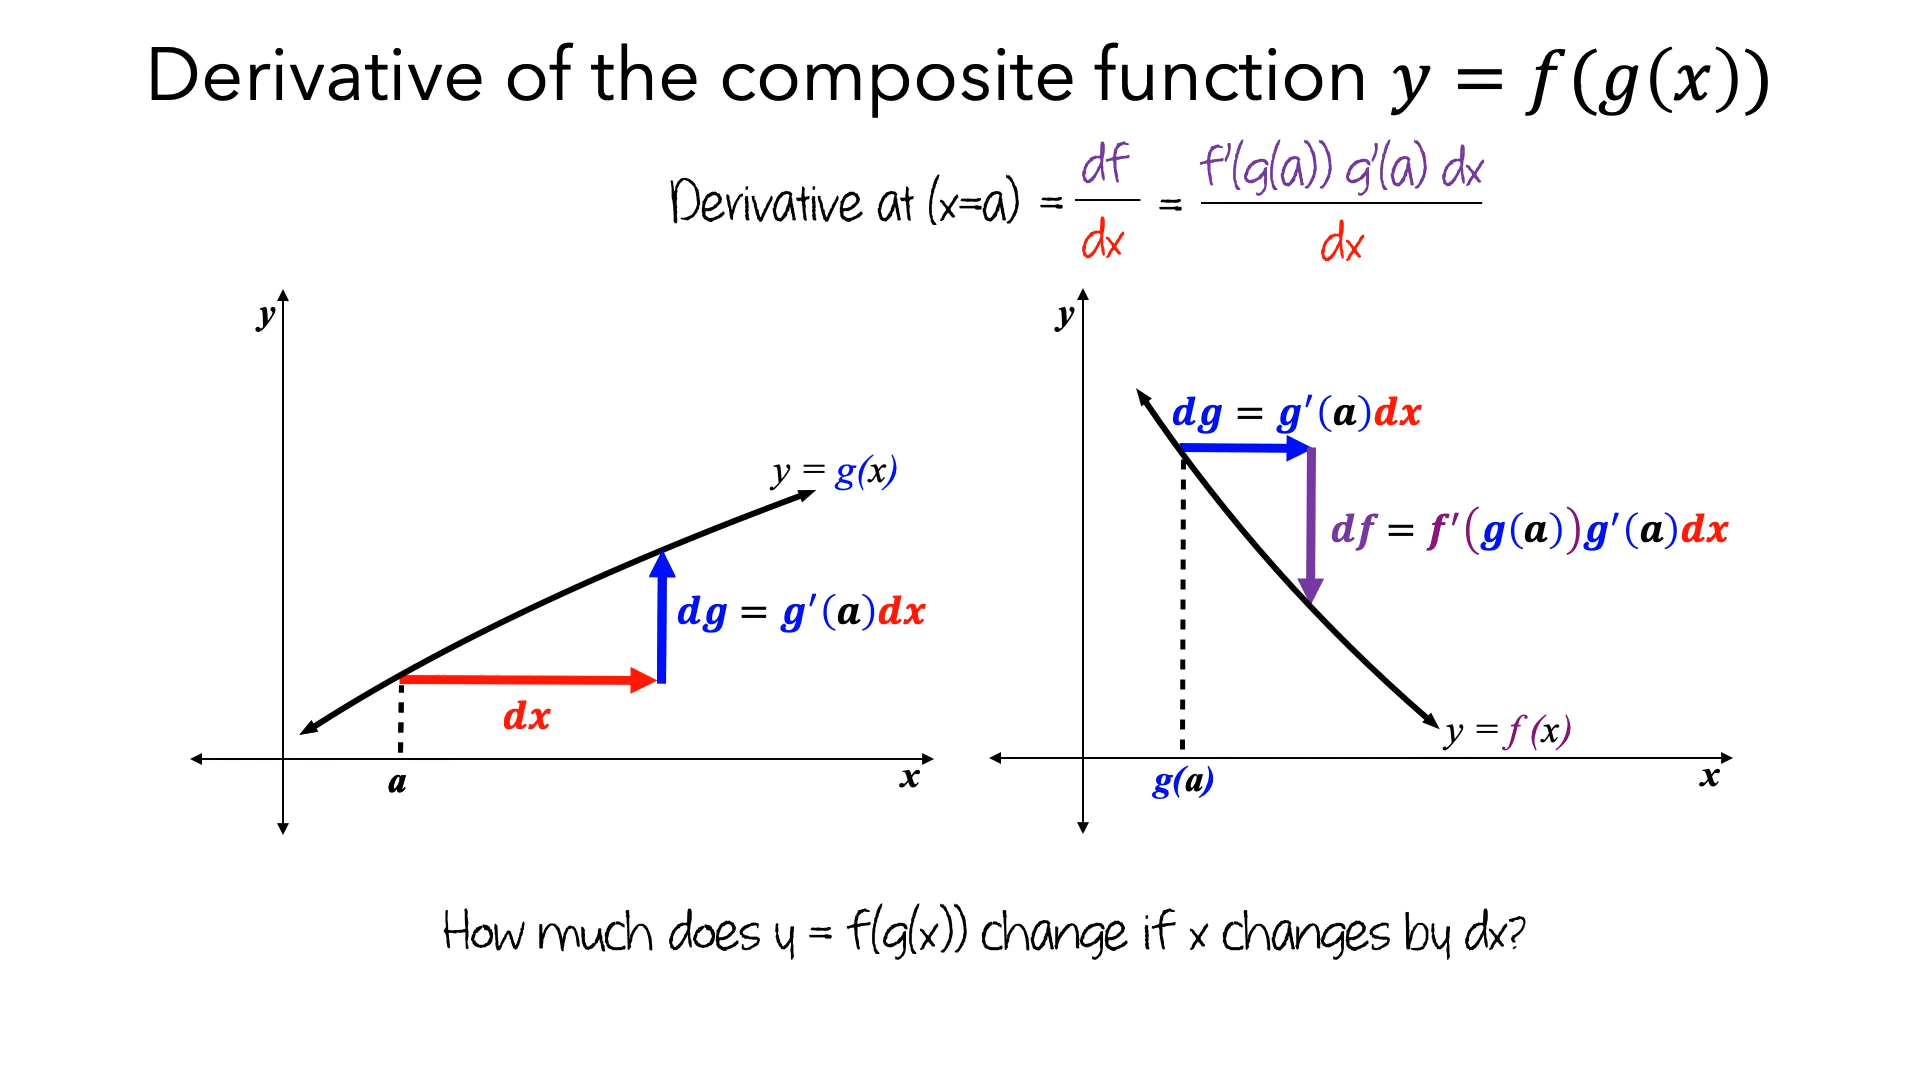 Derivative of the composite function y = f(g(x))
Derivative at (x=a) = df/dx = f'(g(a)) g'(a) dx / dx
y
y = g(x)
dg = g′(a)dx
dx
a
x
y
dg = g′(a)dx
df = f′(g(a))g′(a)dx
y = f(x)
g(a)
x
How much does y = f(g(x)) change if x changes by dx?